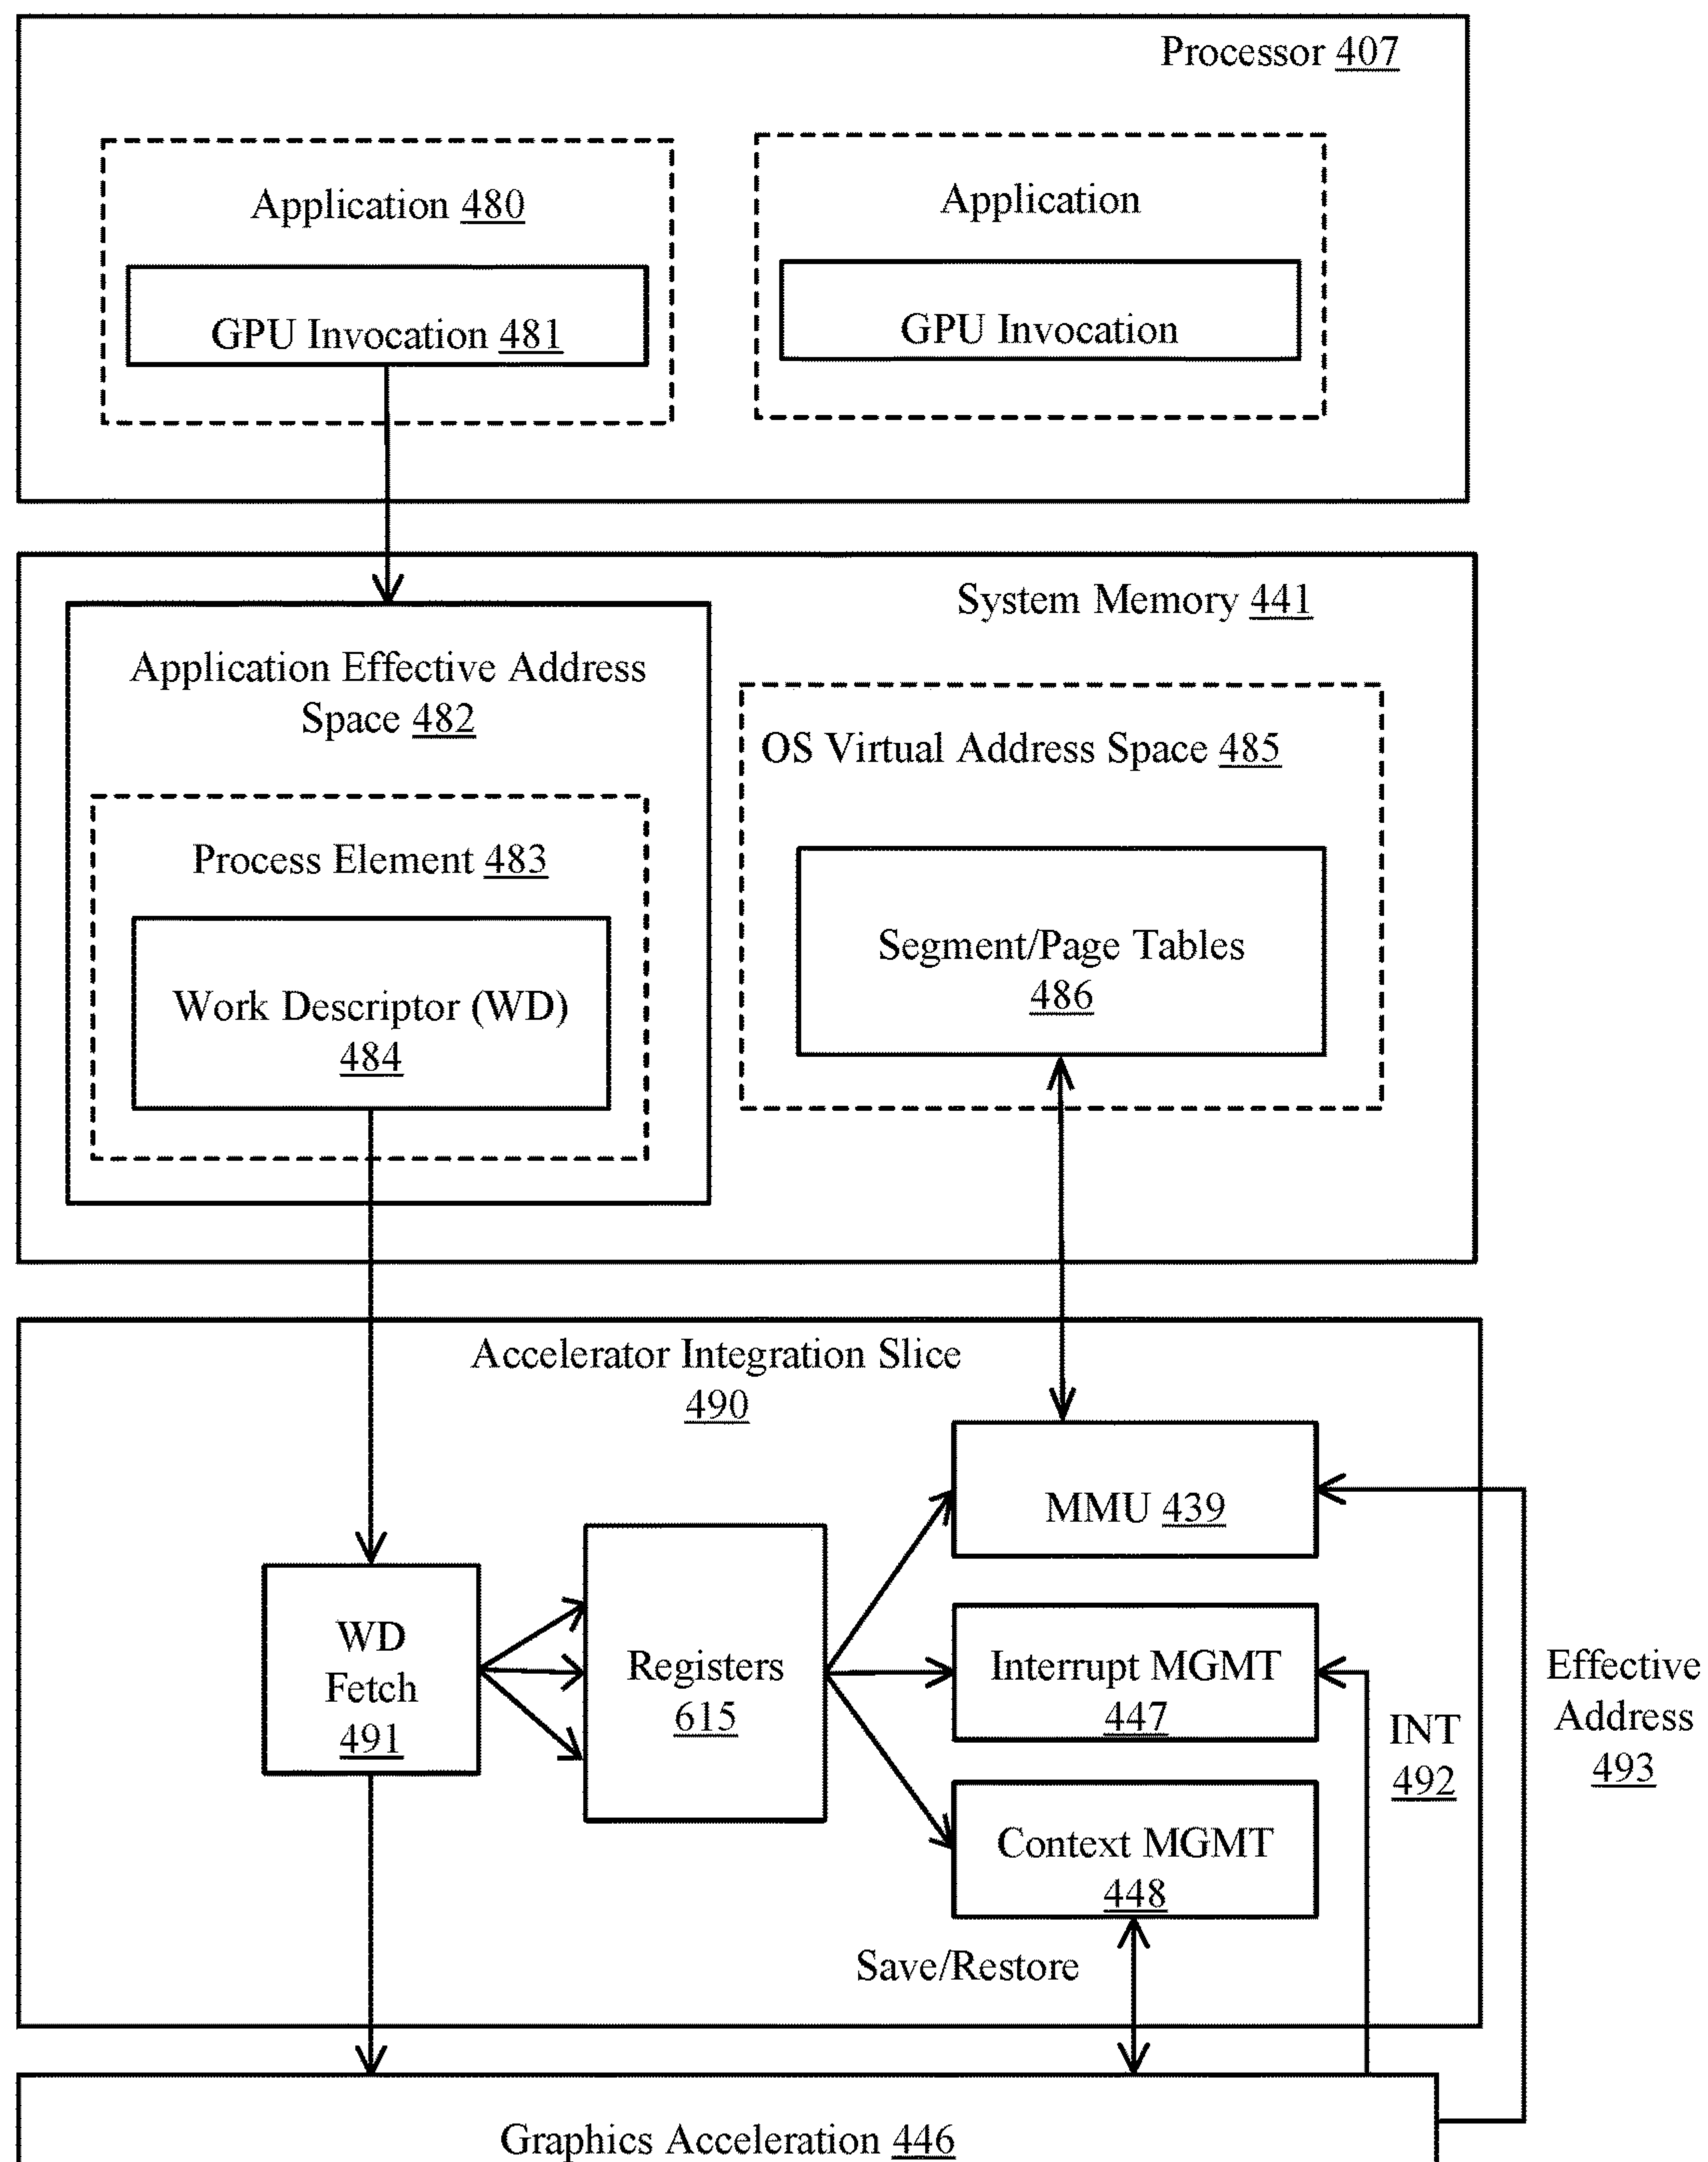 Processor 407
Application 480
GPU Invocation 481
Application
GPU Invocation
System Memory 441
Application Effective Address
Space 482
Process Element 483
Work Descriptor (WD)
484
OS Virtual Address Space 485
Segment/Page Tables
486
Accelerator Integration Slice
490
WD
Fetch
491
Registers
615
MMU 439
Interrupt MGMT
447
Context MGMT
448
Save/Restore
INT
492
Effective
Address
493
Graphics Acceleration 446